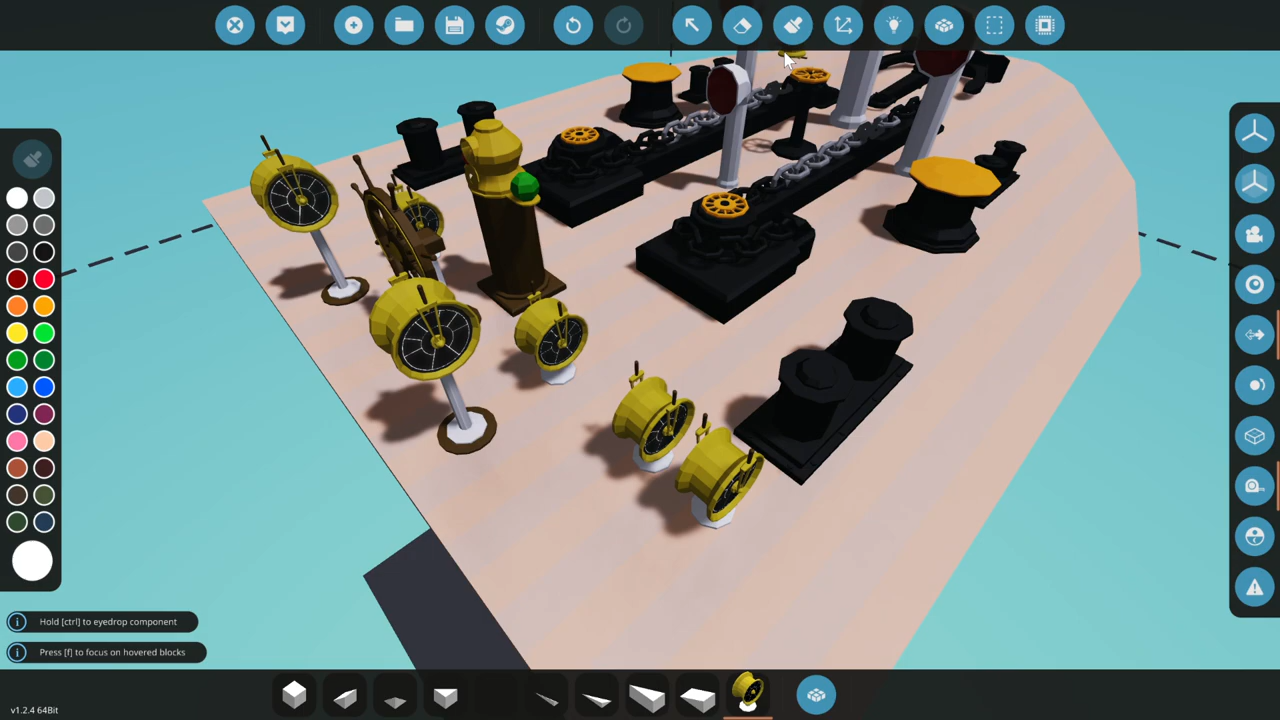 Hold [ctrl] to eyedrop component
Press [f] to focus on hovered blocks
v1.2.4 64Bit